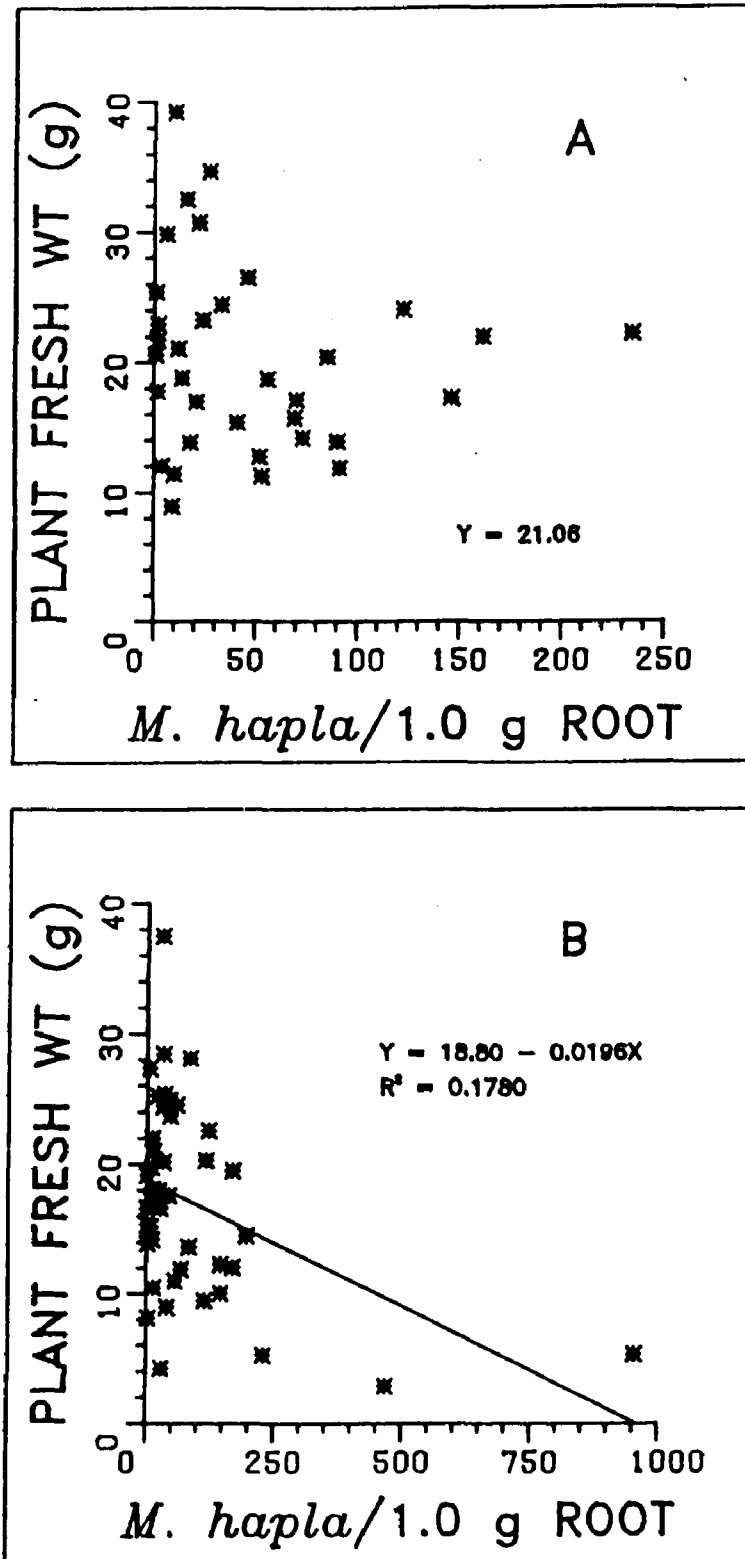 A
PLANT FRESH WT (g)
40
30
20
10
0
Y = 21.06
0 50 100 150 200 250
M. hapla/1.0 g ROOT
B
PLANT FRESH WT (g)
40
30
20
10
0
Y = 18.80 - 0.0196X
R² = 0.1780
0 250 500 750 1000
M. hapla/1.0 g ROOT